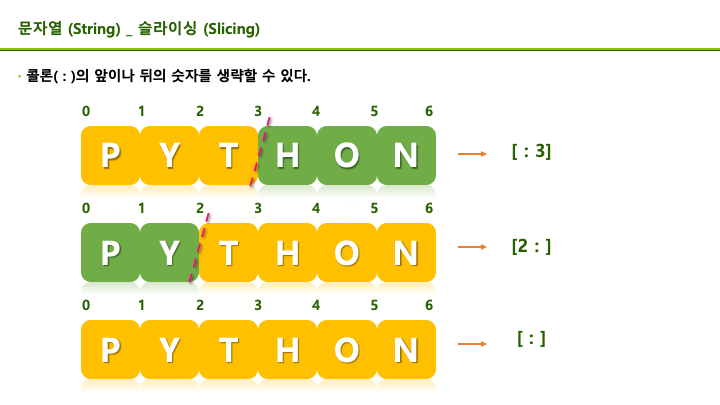 문자열 (String) _ 슬라이싱 (Slicing)
· 콜론( : )의 앞이나 뒤의 숫자를 생략할 수 있다.
0 1 2 3 4 5 6
P Y T H O N [ : 3]
0 1 2 3 4 5 6
P Y T H O N [2 : ]
0 1 2 3 4 5 6
P Y T H O N [ : ]